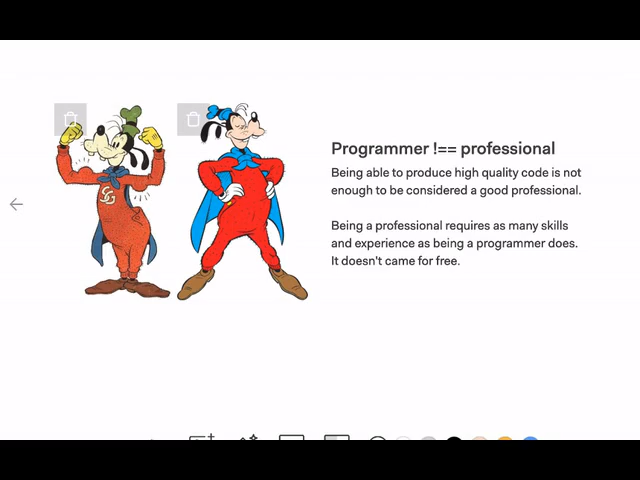 Programmer !== professional
Being able to produce high quality code is not
enough to be considered a good professional.
Being a professional requires as many skills
and experience as being a programmer does.
It doesn't came for free.
SG